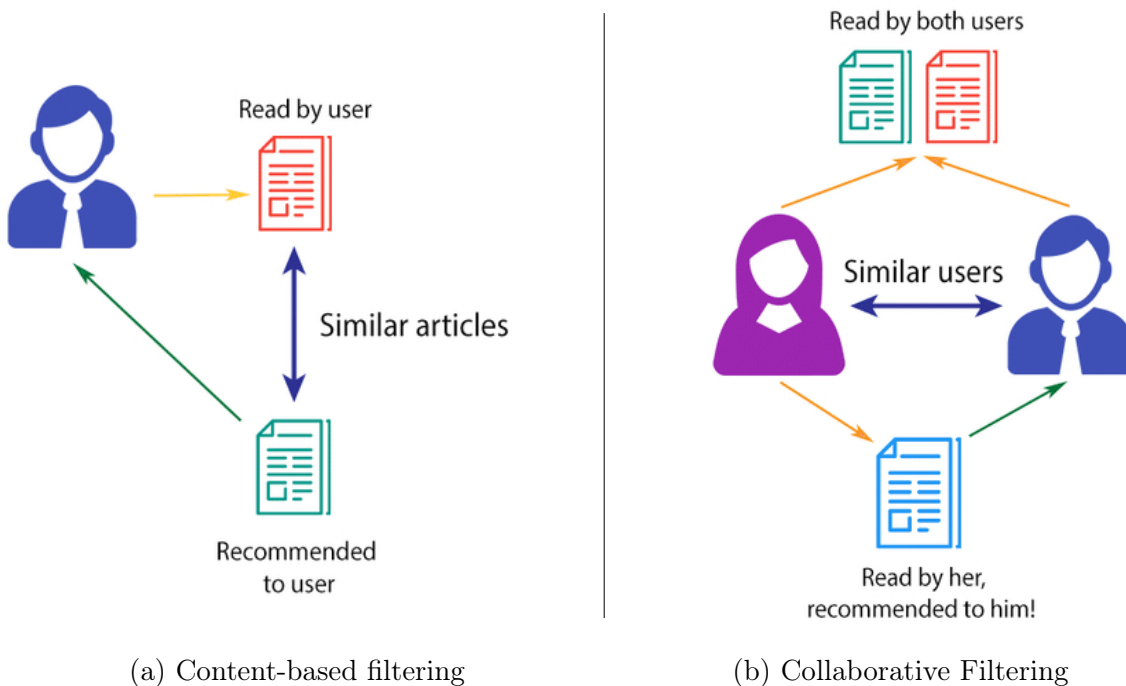 Read by user
Similar articles
Recommended
to user
(a) Content-based filtering
Read by both users
Similar users
Read by her,
recommended to him!
(b) Collaborative Filtering